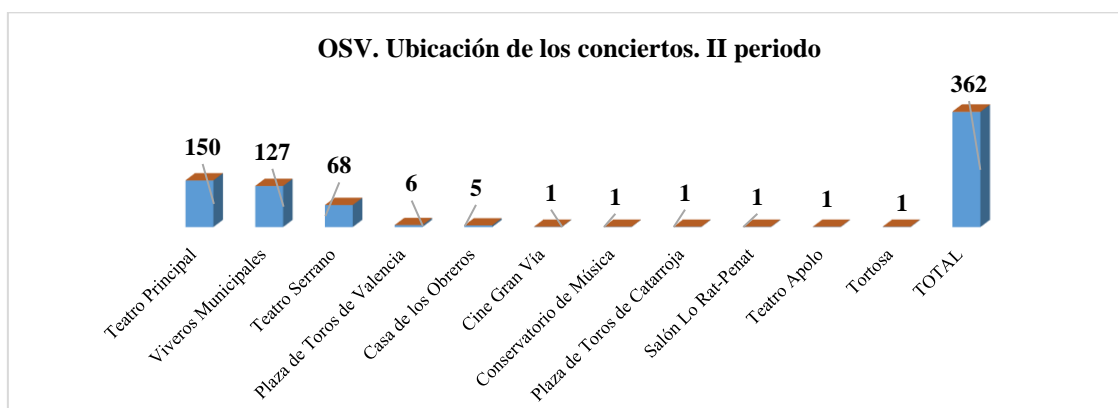 OSV. Ubicación de los conciertos. II periodo
150
127
68
6
5
1
1
1
1
1
1
362
Teatro Principal
Viveros Municipales
Teatro Serrano
Plaza de Toros de Valencia
Casa de los Obreros
Cine Gran Vía
Conservatorio de Música
Plaza de Toros de Catarroja
Salón Lo Rat-Penat
Teatro Apolo
Tortosa
TOTAL